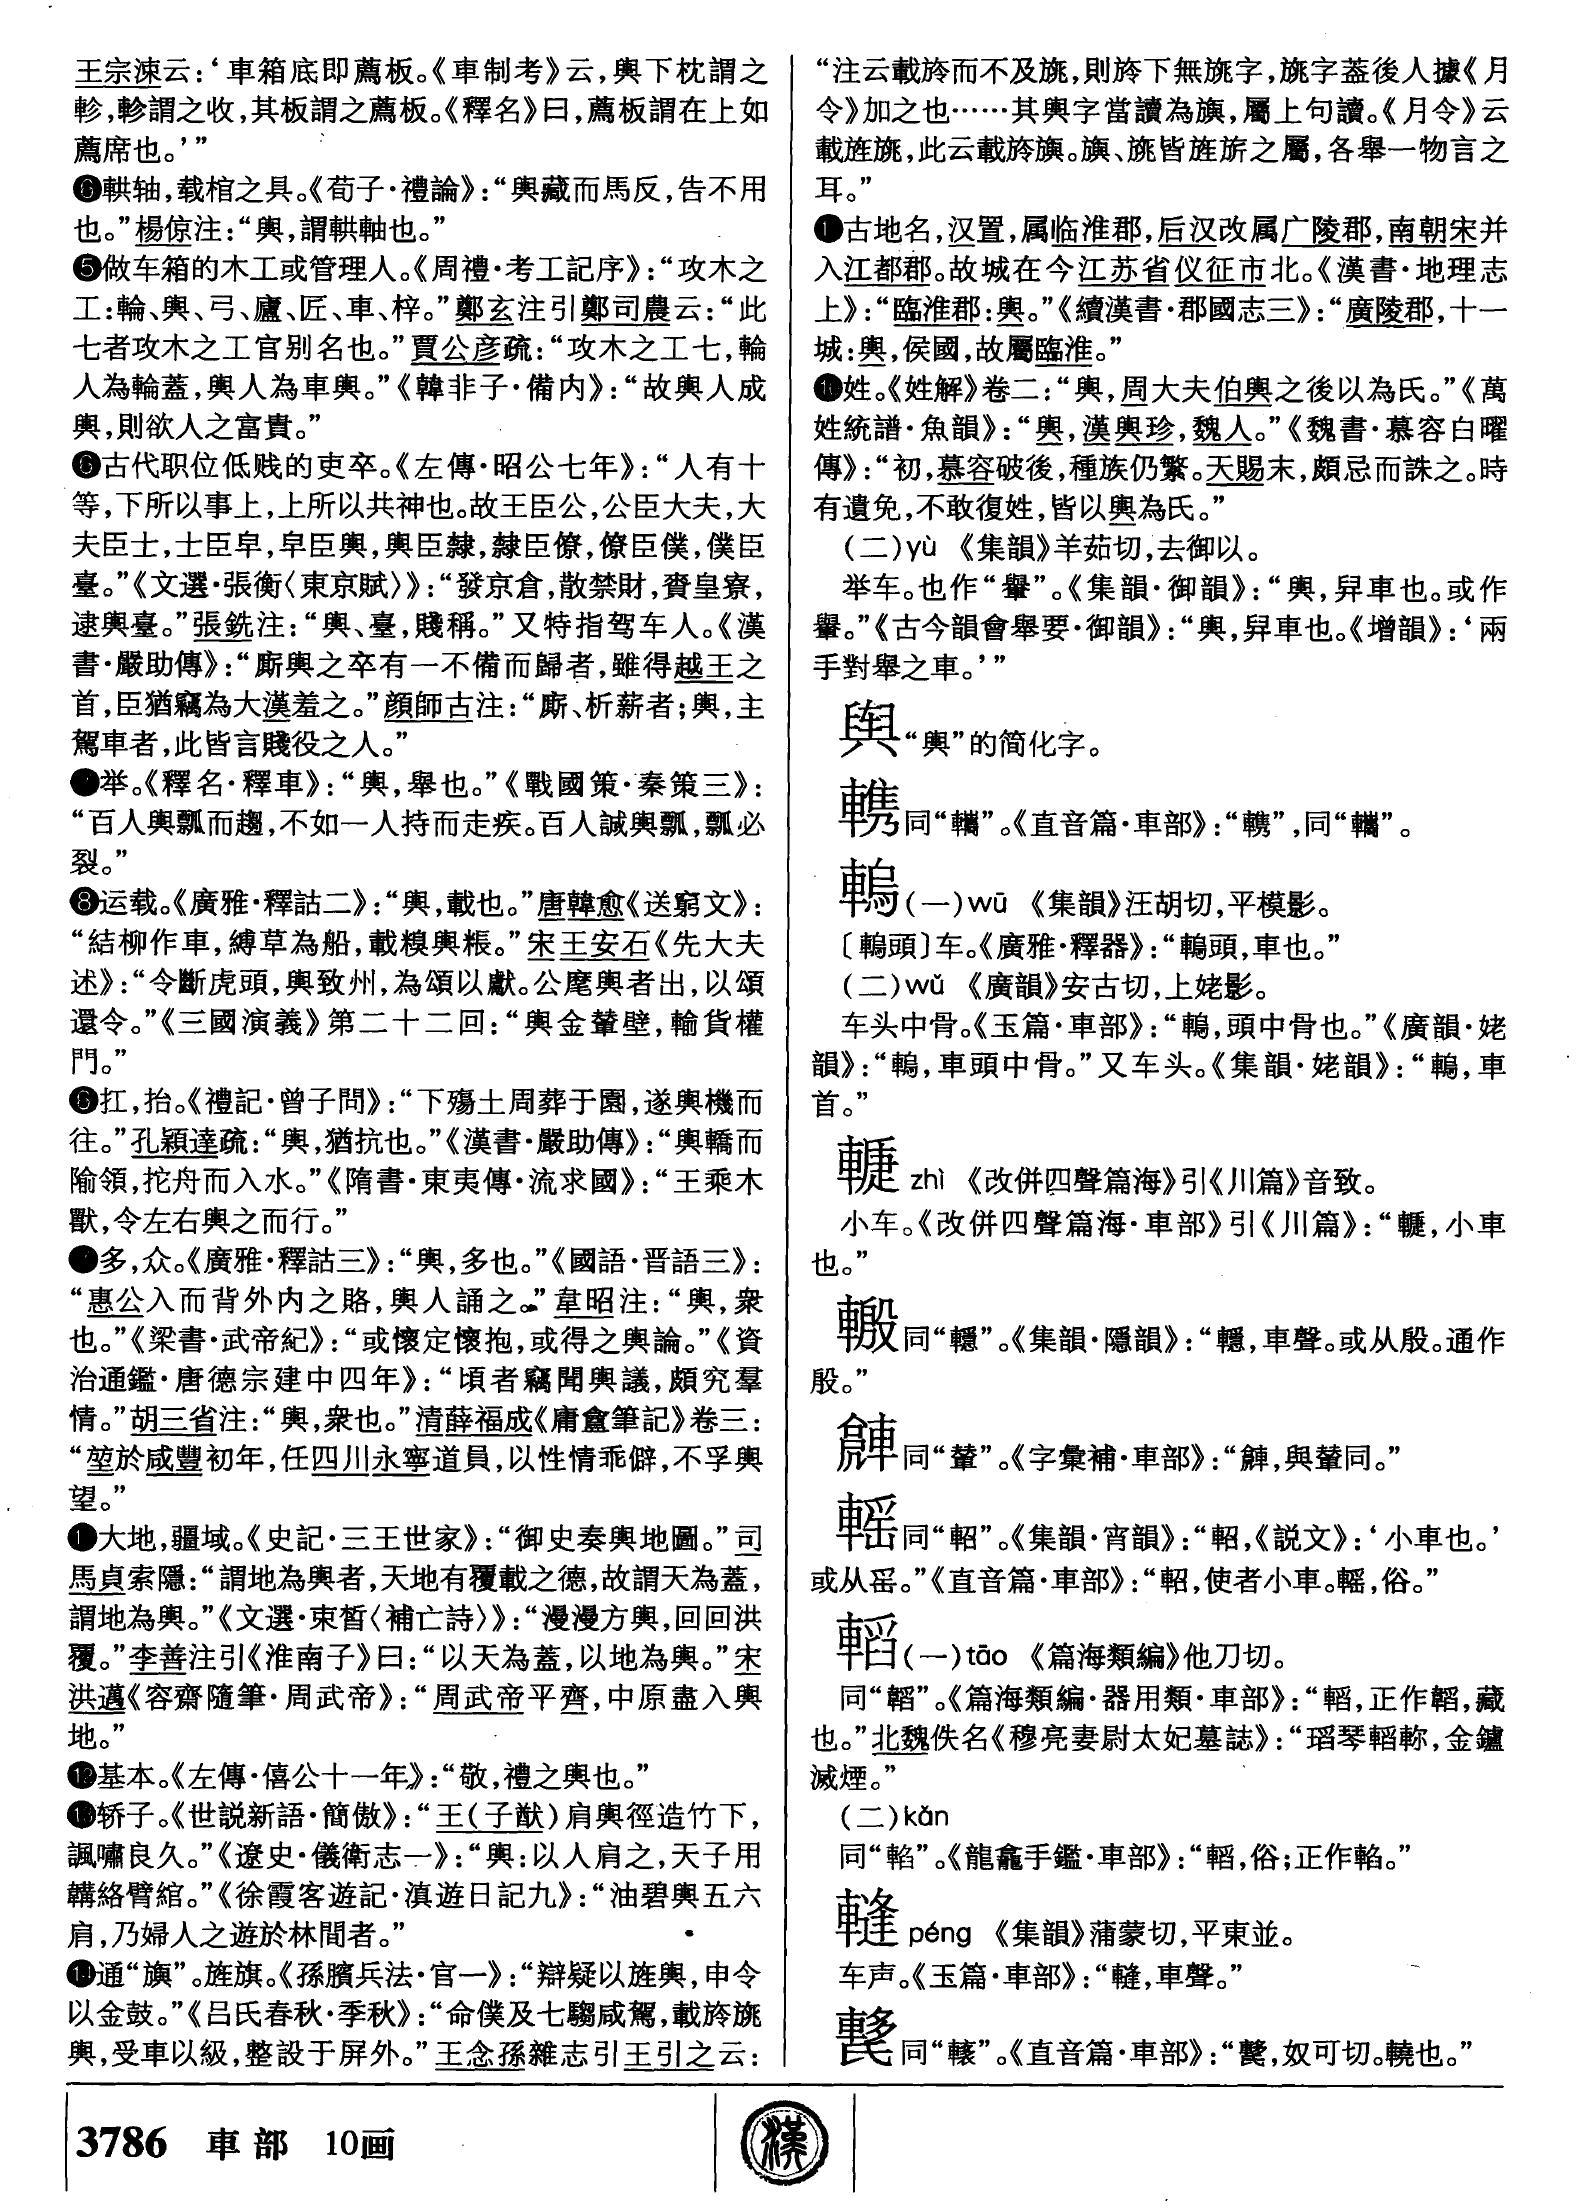 王宗涑云：‘車箱底即薦板。《車制考》云，輿下枕謂之
軫，軫謂之收，其板謂之薦板。《釋名》曰，薦板謂在上如
薦席也。’”
輁轴，载棺之具。《荀子·禮論》：“輿藏而馬反，告不用
也。”楊倞注：“輿，謂輁軸也。”
❺做车箱的木工或管理人。《周禮·考工記序》：“攻木之
工：輪、輿、弓、廬、匠、車、梓。”鄭玄注引鄭司農云：“此
七者攻木之工官别名也。”賈公彦疏：“攻木之工七，輪
人為輪蓋，輿人為車輿。”《韓非子·備内》：“故輿人成
輿，則欲人之富貴。”
❻古代职位低贱的吏卒。《左傳·昭公七年》：“人有十
等，下所以事上，上所以共神也。故王臣公，公臣大夫，大
夫臣士，士臣皁，皁臣輿，輿臣隸，隸臣僚，僚臣僕，僕臣
臺。”《文選·張衡〈東京賦〉》：“發京倉，散禁財，賚皇寮，
逮輿臺。”張銑注：“輿、臺，賤稱。”又特指驾车人。《漢
書·嚴助傳》：“廝輿之卒有一不備而歸者，雖得越王之
首，臣猶竊為大漢羞之。”顔師古注：“廝、析薪者；輿，主
駕車者，此皆言賤役之人。”
举。《釋名·釋車》：“輿，舉也。”《戰國策·秦策三》：
“百人輿瓢而趨，不如一人持而走疾。百人誠輿瓢，瓢必
裂。”
❽运载。《廣雅·釋詁二》：“輿，載也。”唐韓愈《送窮文》：
“結柳作車，縛草為船，載糗輿粻。”宋王安石《先大夫
述》：“令斷虎頭，輿致州，為頌以獻。公麾輿者出，以頌
還令。”《三國演義》第二十二回：“輿金輦壁，輸貨權
門。”
扛，抬。《禮記·曾子問》：“下殤土周葬于園，遂輿機而
往。”孔穎達疏：“輿，猶抗也。”《漢書·嚴助傳》：“輿轎而
隃領，拕舟而入水。”《隋書·東夷傳·流求國》：“王乘木
獸，令左右輿之而行。”
多，众。《廣雅·釋詁三》：“輿，多也。”《國語·晋語三》：
“惠公入而背外内之賂，輿人誦之。”韋昭注：“輿，衆
也。”《梁書·武帝紀》：“或懷定懷抱，或得之輿論。”《資
治通鑑·唐德宗建中四年》：“頃者竊聞輿議，頗究羣
情。”胡三省注：“輿，衆也。”清薛福成《庸盦筆記》卷三：
“堃於咸豐初年，任四川永寧道員，以性情乖僻，不孚輿
望。”
大地，疆域。《史記·三王世家》：“御史奏輿地圖。”司
馬貞索隱：“謂地為輿者，天地有覆載之德，故謂天為蓋，
謂地為輿。”《文選·束晳〈補亡詩〉》：“漫漫方輿，回回洪
覆。”李善注引《淮南子》曰：“以天為蓋，以地為輿。”宋
洪邁《容齋隨筆·周武帝》：“周武帝平齊，中原盡入輿
地。”
⓬基本。《左傳·僖公十一年》：“敬，禮之輿也。”
⓭轿子。《世説新語·簡傲》：“王（子猷）肩輿徑造竹下，
諷嘯良久。”《遼史·儀衛志一》：“輿：以人肩之，天子用
韝絡臂綰。”《徐霞客遊記·滇遊日記九》：“油碧輿五六
肩，乃婦人之遊於林間者。”
⓮通“旟”。旌旗。《孫臏兵法·官一》：“辯疑以旌輿，申令
以金鼓。”《吕氏春秋·季秋》：“命僕及七騶咸駕，載旍旐
輿，受車以級，整設于屏外。”王念孫雜志引王引之云：
“注云載旍而不及旐，則旍下無旐字，旐字蓋後人據《月
令》加之也……其輿字當讀為旟，屬上句讀。《月令》云
載旌旐，此云載旍旟。旟、旐皆旌旂之屬，各舉一物言之
耳。”
古地名，汉置，属临淮郡，后汉改属广陵郡，南朝宋并
入江都郡。故城在今江苏省仪征市北。《漢書·地理志
上》：“臨淮郡：輿。”《續漢書·郡國志三》：“廣陵郡，十一
城：輿，侯國，故屬臨淮。”
姓。《姓解》卷二：“輿，周大夫伯輿之後以為氏。”《萬
姓統譜·魚韻》：“輿，漢輿珍，魏人。”《魏書·慕容白曜
傳》：“初，慕容破後，種族仍繁。天賜末，頗忌而誅之。時
有遺免，不敢復姓，皆以輿為氏。”
（二）yù 《集韻》羊茹切，去御以。
举车。也作“轝”。《集韻·御韻》：“輿，舁車也。或作
轝。”《古今韻會舉要·御韻》：“輿，舁車也。《增韻》：‘兩
手對舉之車。’”
舆“輿”的简化字。
同“轊”。《直音篇·車部》：“，同“轊”。
䡧（一）wū 《集韻》汪胡切，平模影。
〔䡧頭〕车。《廣雅·釋器》：“䡧頭，車也。”
（二）wǔ 《廣韻》安古切，上姥影。
车头中骨。《玉篇·車部》：“䡧，頭中骨也。”《廣韻·姥
韻》：“䡧，車頭中骨。”又车头。《集韻·姥韻》：“䡧，車
首。”
zhì 《改併四聲篇海》引《川篇》音致。
小车。《改併四聲篇海·車部》引《川篇》：“，小車
也。”
同“轀”。《集韻·隱韻》：“，車聲。或从殷。通作
殷。”
同“輦”。《字彙補·車部》：“，與輦同。”
䡱同“軺”。《集韻·宵韻》：“軺，《説文》：‘小車也。’
或从䍃。”《直音篇·車部》：“軺，使者小車。䡱，俗。”
轁（一）tāo 《篇海類編》他刀切。
同“韜”。《篇海類編·器用類·車部》：“轁，正作韜，藏
也。”北魏佚名《穆亮妻尉太妃墓誌》：“瑫琴轁軫，金鑪
滅煙。”
（二）kǎn
同“輡”。《龍龕手鑑·車部》：“轁，俗；正作輡。”
䡫 péng 《集韻》蒲蒙切，平東並。
车声。《玉篇·車部》：“䡫，車聲。”
同“”。《直音篇·車部》：“，奴可切。轐也。”
3786 車部 10画
漢